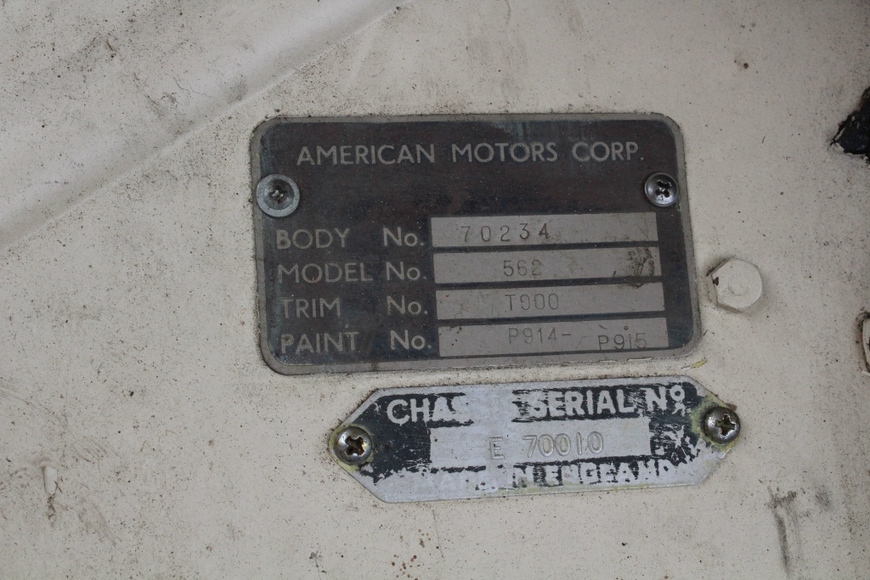 AMERICAN MOTORS CORP.
BODY No. 70234
MODEL No. 562
TRIM No. T900
PAINT No. P914- P915
SERIAL No
E 70010